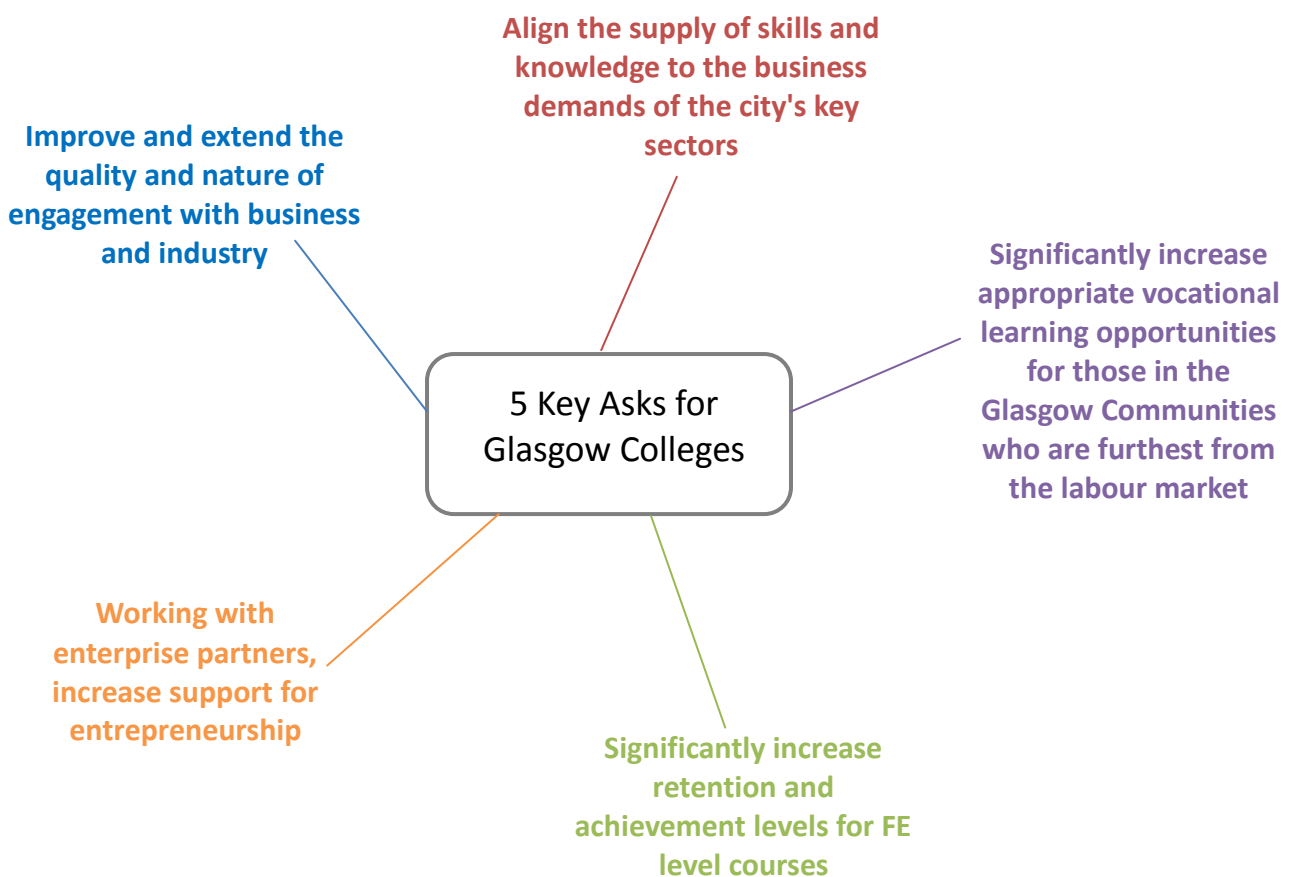 Align the supply of skills and
knowledge to the business
demands of the city's key
sectors
Improve and extend the
quality and nature of
engagement with business
and industry
Significantly increase
appropriate vocational
learning opportunities
for those in the
Glasgow Communities
who are furthest from
the labour market
5 Key Asks for
Glasgow Colleges
Working with
enterprise partners,
increase support for
entrepreneurship
Significantly increase
retention and
achievement levels for FE
level courses